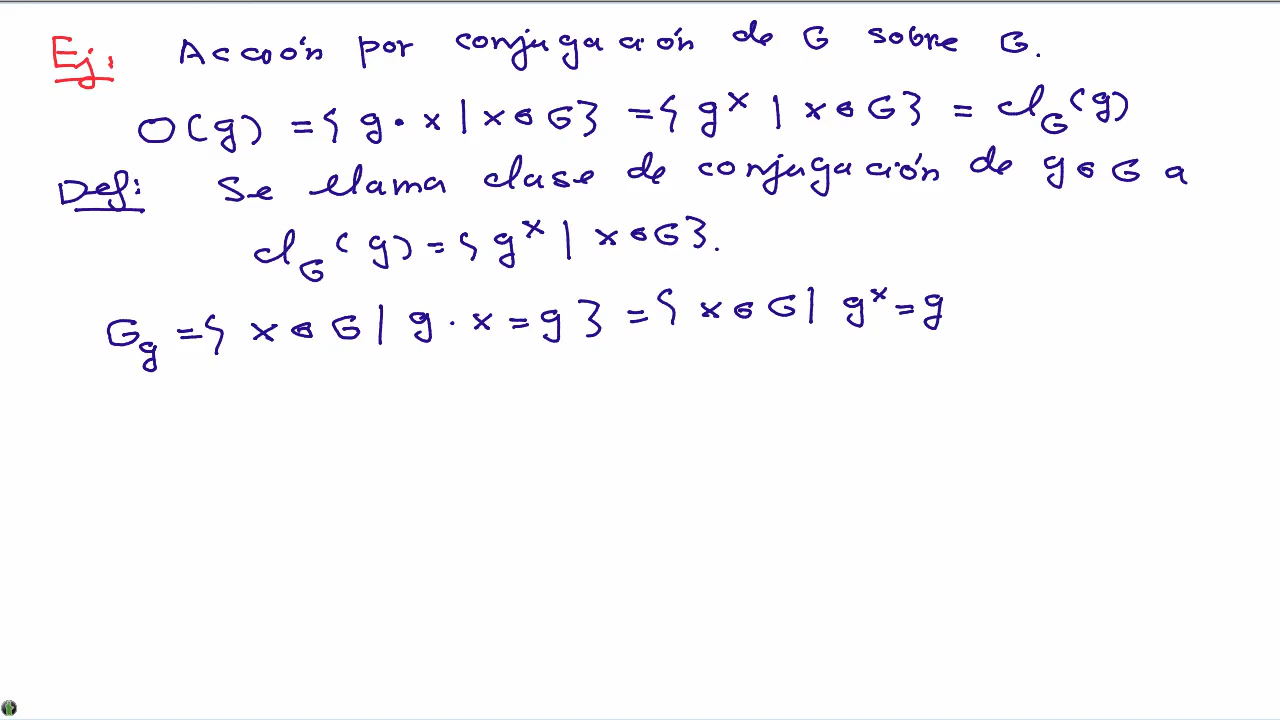 Ej: Acción por conjugación de G sobre G.
O(g) = { g · x | x ∈ G } = { g^x | x ∈ G } = cl_G(g)
Def: Se llama clase de conjugación de g ∈ G a
cl_G(g) = { g^x | x ∈ G }.
G_g = { x ∈ G | g · x = g } = { x ∈ G | g^x = g